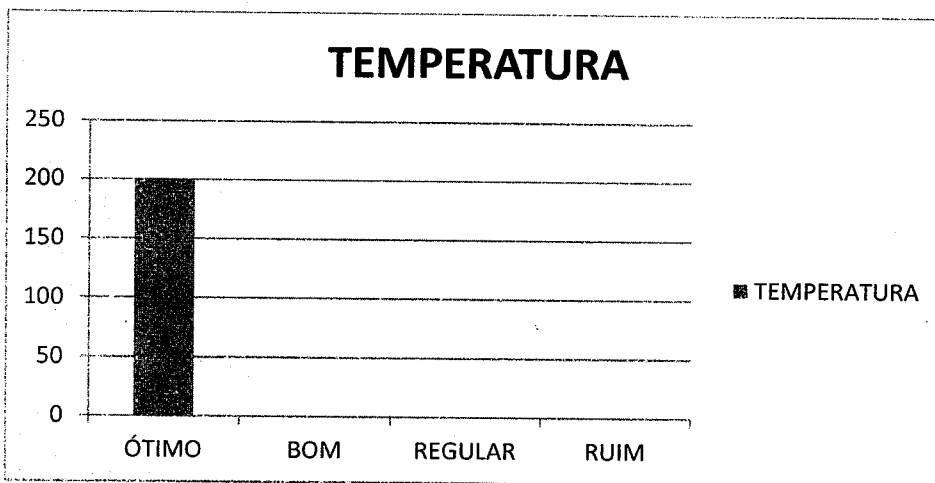 TEMPERATURA
250
200
150
100
50
0
ÓTIMO BOM REGULAR RUIM
TEMPERATURA